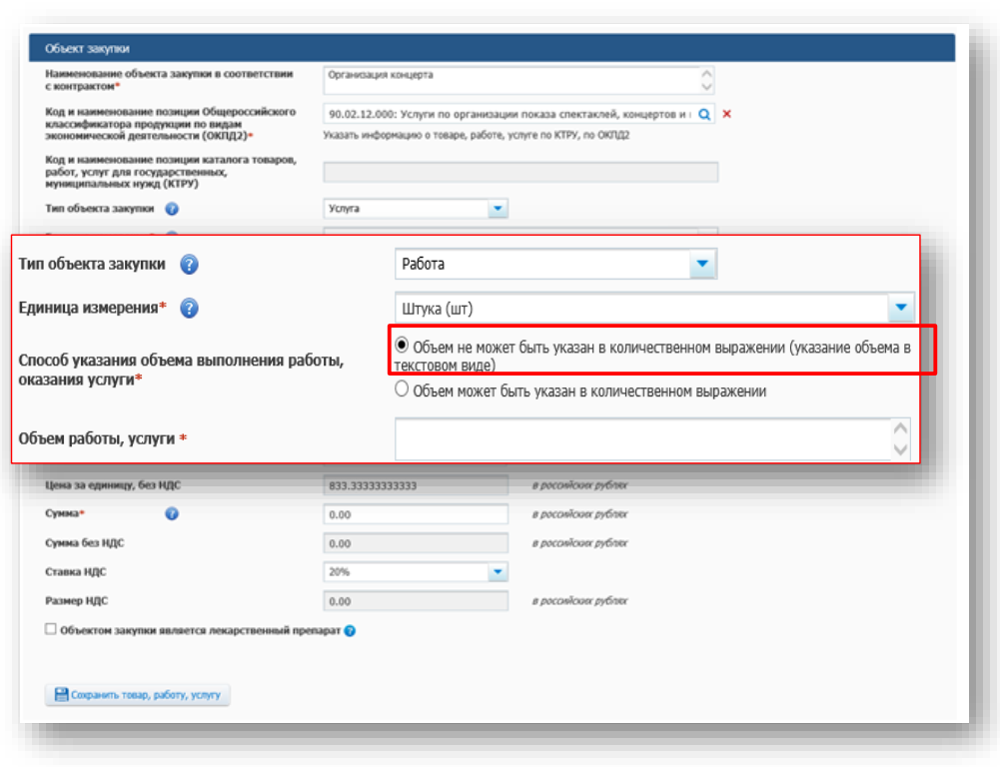 Объект закупки
Наименование объекта закупки в соответствии
с контрактом*
Организация концерта
Код и наименование позиции Общероссийского
классификатора продукции по видам
экономической деятельности (ОКПД2)*
90.02.12.000: Услуги по организации показа спектаклей, концертов и
Указать информацию о товаре, работе, услуге по КТРУ, по ОКПД2
Код и наименование позиции каталога товаров,
работ, услуг для государственных,
муниципальных нужд (КТРУ)
Тип объекта закупки
Услуга
Тип объекта закупки
Работа
Единица измерения*
Штука (шт)
Способ указания объема выполнения работы,
оказания услуги*
Объем не может быть указан в количественном выражении (указание объема в
текстовом виде)
Объем может быть указан в количественном выражении
Объем работы, услуги *
Цена за единицу, без НДС
833.33333333333
в российских рублях
Сумма*
0.00
в российских рублях
Сумма без НДС
0.00
в российских рублях
Ставка НДС
20%
Размер НДС
0.00
в российских рублях
Объектом закупки является лекарственный препарат
Сохранить товар, работу, услугу